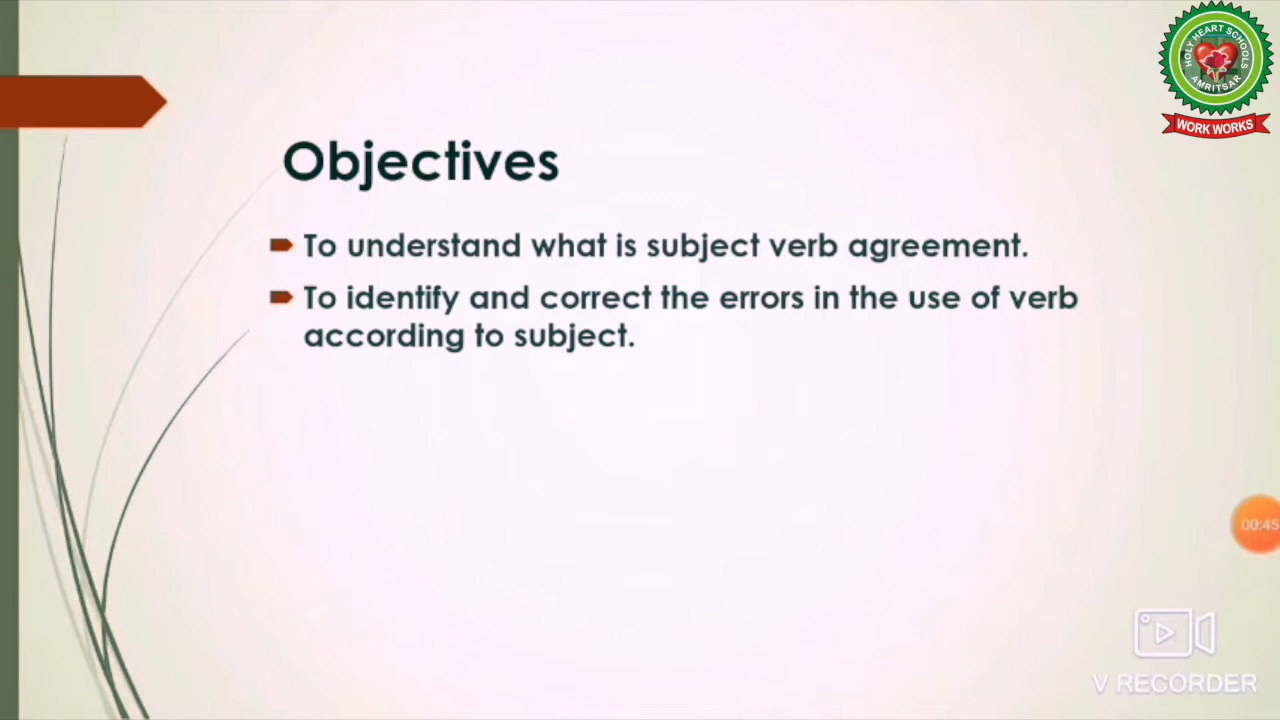 HOLY HEART SCHOOLS
AMRITSAR
WORK WORKS
Objectives
To understand what is subject verb agreement.
To identify and correct the errors in the use of verb
according to subject.
00:45
V RECORDER